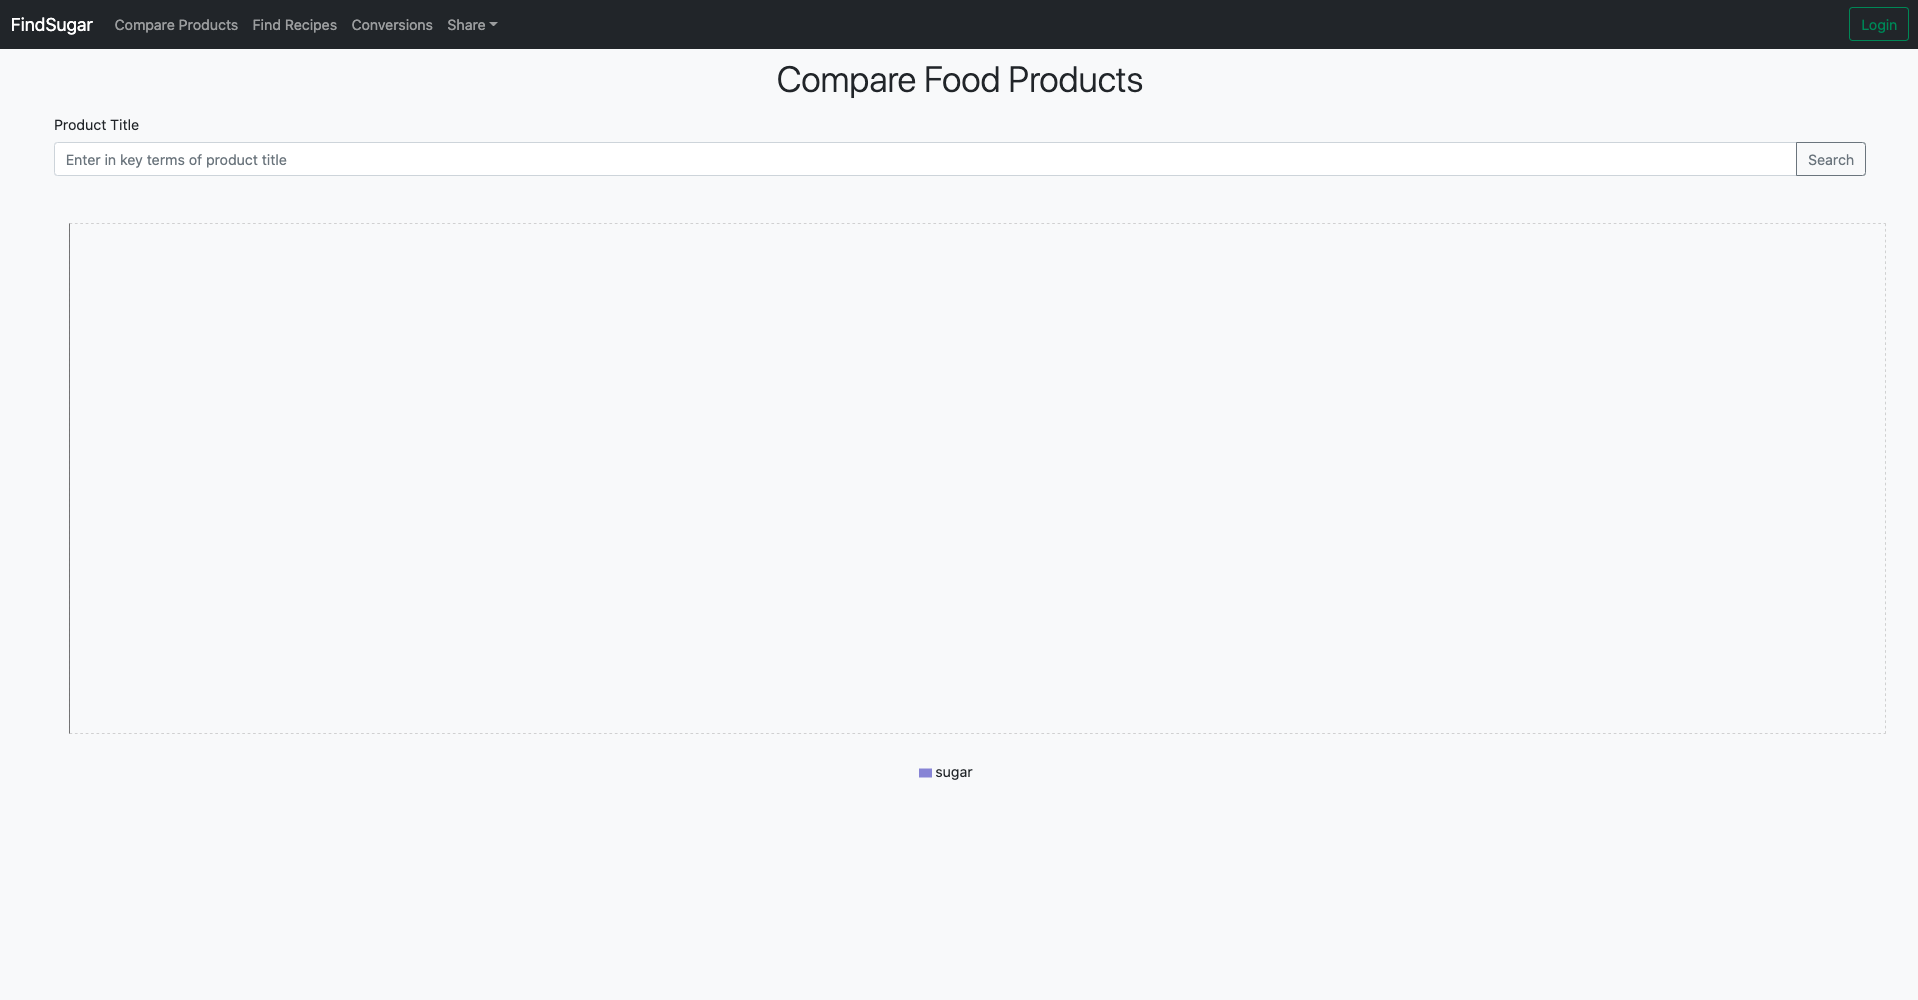 FindSugar Compare Products Find Recipes Conversions Share Login
Compare Food Products
Product Title
Enter in key terms of product title Search
sugar